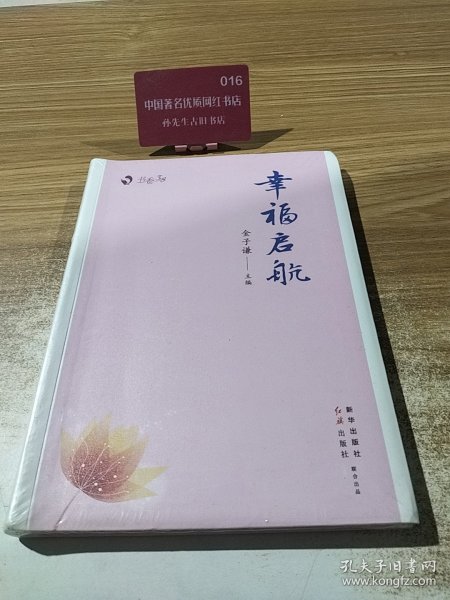 016
中国著名优质网红书店
孙先生古旧书店
幸福启航
金子谦——主编
新华出版社
红旗出版社
联合出品
孔夫子旧书网
www.kongfz.com